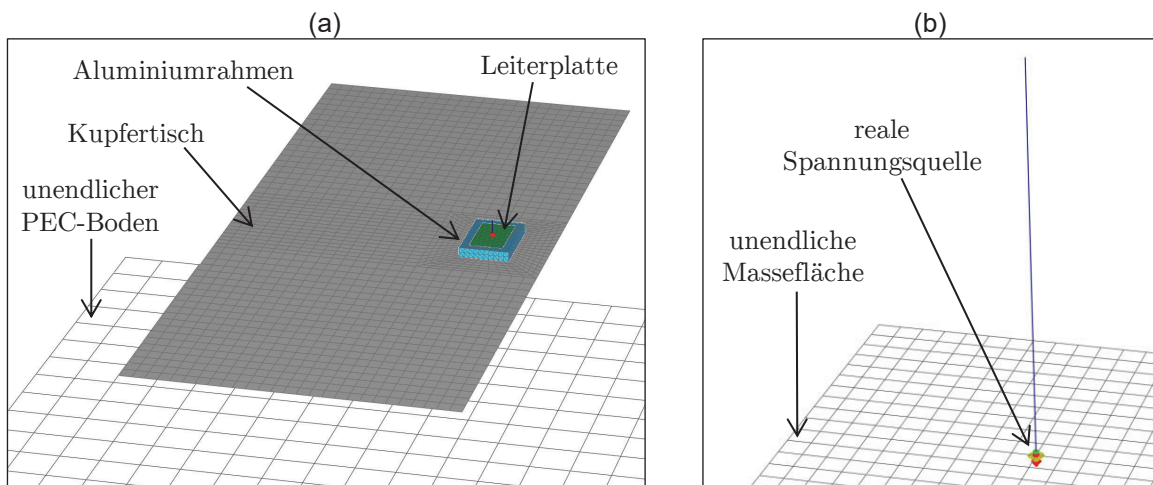 (a)
Aluminiumrahmen
Leiterplatte
Kupfertisch
unendlicher
PEC-Boden
(b)
reale
Spannungsquelle
unendliche
Massefläche